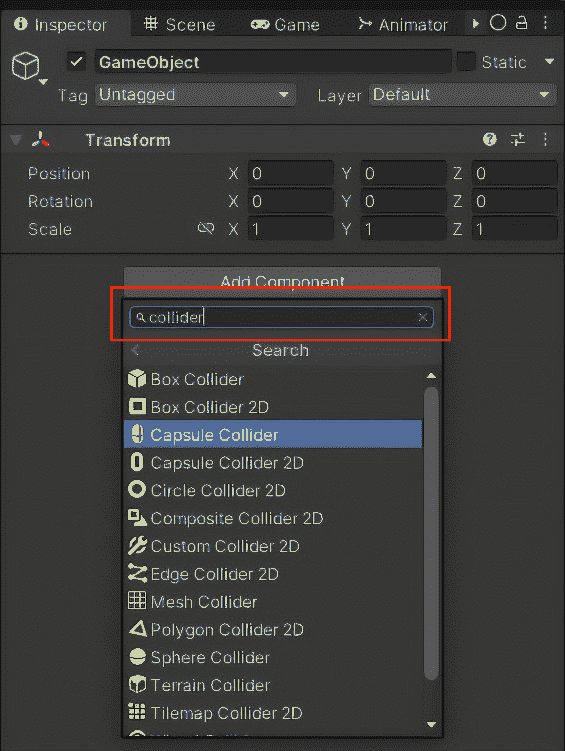 Inspector Scene Game Animator
GameObject Static
Tag Untagged Layer Default
Transform
Position X 0 Y 0 Z 0
Rotation X 0 Y 0 Z 0
Scale X 1 Y 1 Z 1
Add Component
collider
Search
Box Collider
Box Collider 2D
Capsule Collider
Capsule Collider 2D
Circle Collider 2D
Composite Collider 2D
Custom Collider 2D
Edge Collider 2D
Mesh Collider
Polygon Collider 2D
Sphere Collider
Terrain Collider
Tilemap Collider 2D